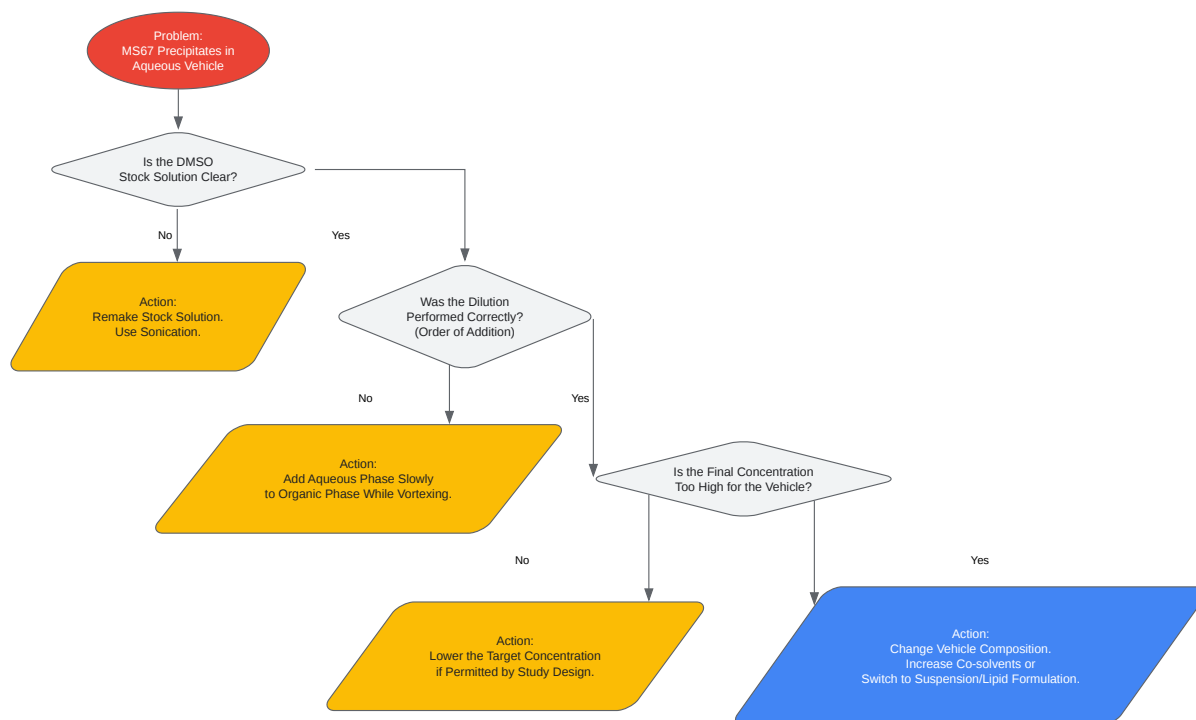 Problem:
MS67 Precipitates in
Aqueous Vehicle
Is the DMSO
Stock Solution Clear?
No
Yes
Action:
Remake Stock Solution.
Use Sonication.
Was the Dilution
Performed Correctly?
(Order of Addition)
No
Yes
Action:
Add Aqueous Phase Slowly
to Organic Phase While Vortexing.
Is the Final Concentration
Too High for the Vehicle?
No
Yes
Action:
Lower the Target Concentration
if Permitted by Study Design.
Action:
Change Vehicle Composition.
Increase Co-solvents or
Switch to Suspension/Lipid Formulation.